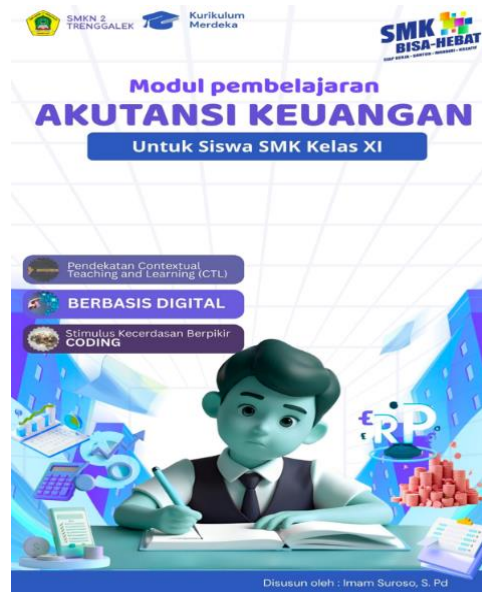 SMKN 2
TRENGGALEK
Kurikulum
Merdeka
SMK
BISA-HEBAT
Modul pembelajaran
AKUTANSI KEUANGAN
Untuk Siswa SMK Kelas XI
Pendekatan Contextual
Teaching and Learning (CTL)
BERBASIS DIGITAL
Stimulus Kecerdasan Berpikir
CODING
RP
Disusun oleh : Imam Suroso, S. Pd